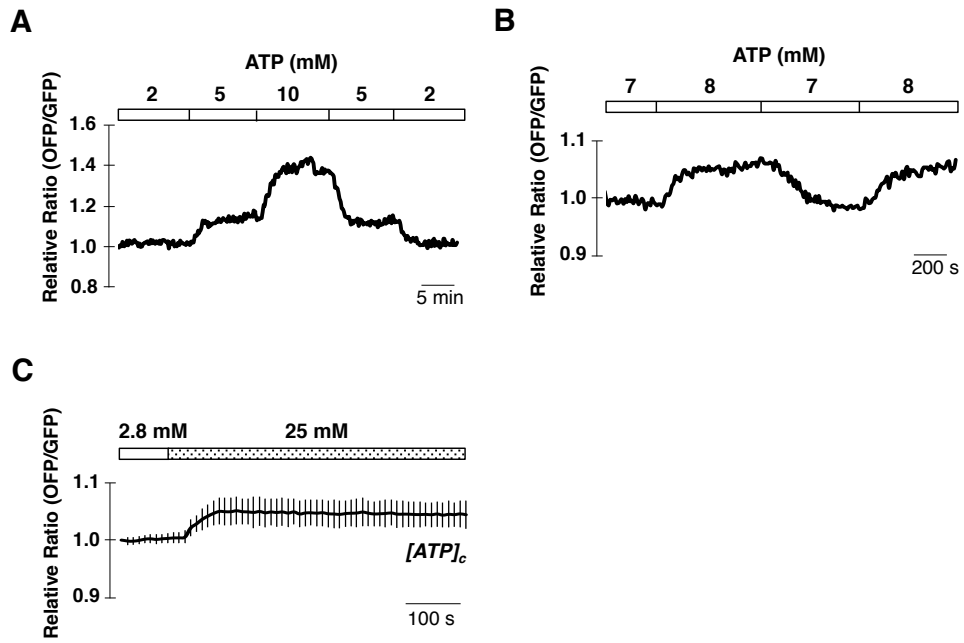 A
ATP (mM)
2 5 10 5 2
Relative Ratio (OFP/GFP)
1.6
1.4
1.2
1.0
0.8
5 min
B
ATP (mM)
7 8 7 8
Relative Ratio (OFP/GFP)
1.1
1.0
0.9
200 s
C
2.8 mM 25 mM
Relative Ratio (OFP/GFP)
1.1
1.0
0.9
[ATP]c
100 s